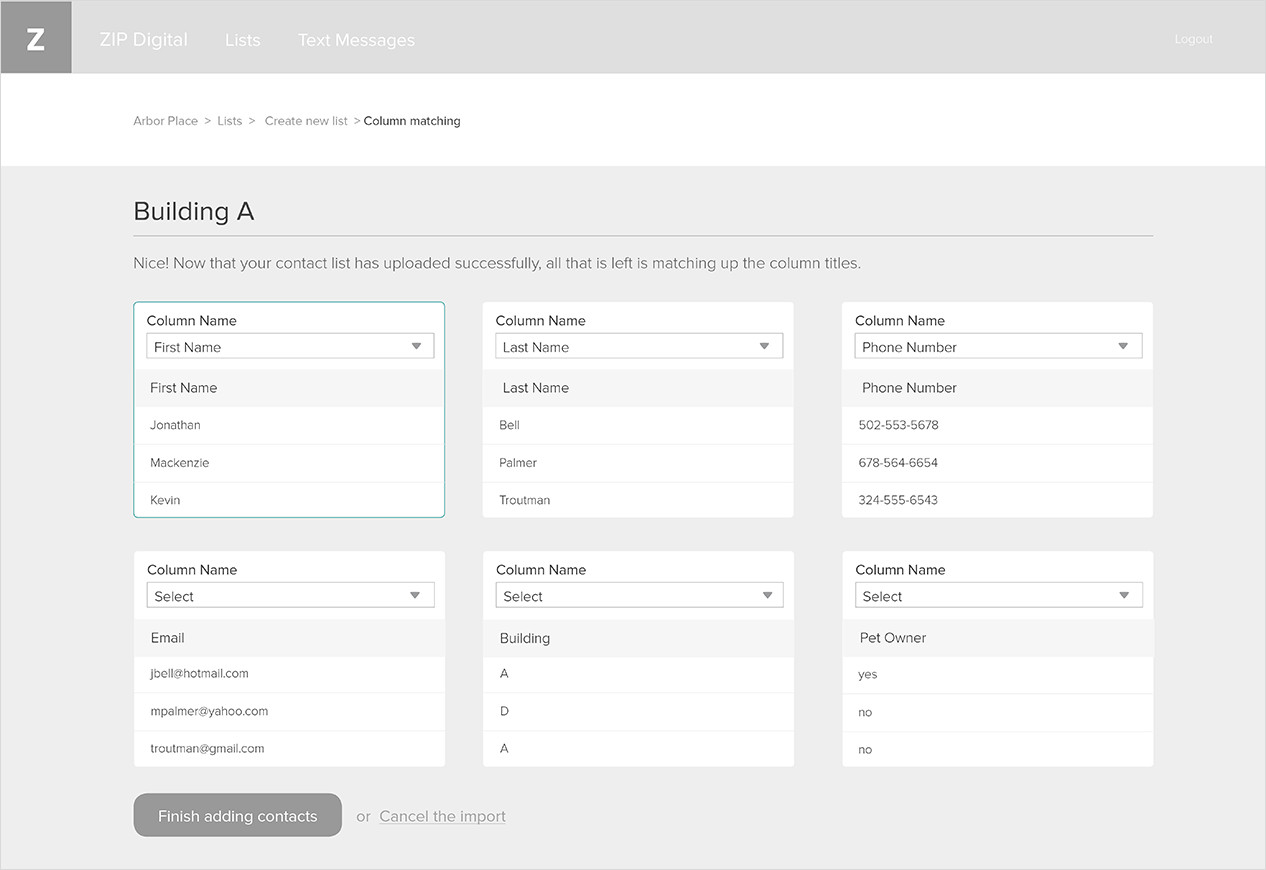 Z ZIP Digital Lists Text Messages Logout
Arbor Place > Lists > Create new list > Column matching
Building A
Nice! Now that your contact list has uploaded successfully, all that is left is matching up the column titles.
Column Name
First Name
First Name
Jonathan
Mackenzie
Kevin
Column Name
Last Name
Last Name
Bell
Palmer
Troutman
Column Name
Phone Number
Phone Number
502-553-5678
678-564-6654
324-555-6543
Column Name
Select
Email
jbell@hotmail.com
mpalmer@yahoo.com
troutman@gmail.com
Column Name
Select
Building
A
D
A
Column Name
Select
Pet Owner
yes
no
no
Finish adding contacts or Cancel the import